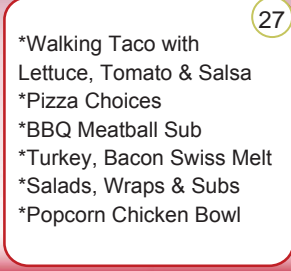 27
*Walking Taco with
Lettuce, Tomato & Salsa
*Pizza Choices
*BBQ Meatball Sub
*Turkey, Bacon Swiss Melt
*Salads, Wraps & Subs
*Popcorn Chicken Bowl